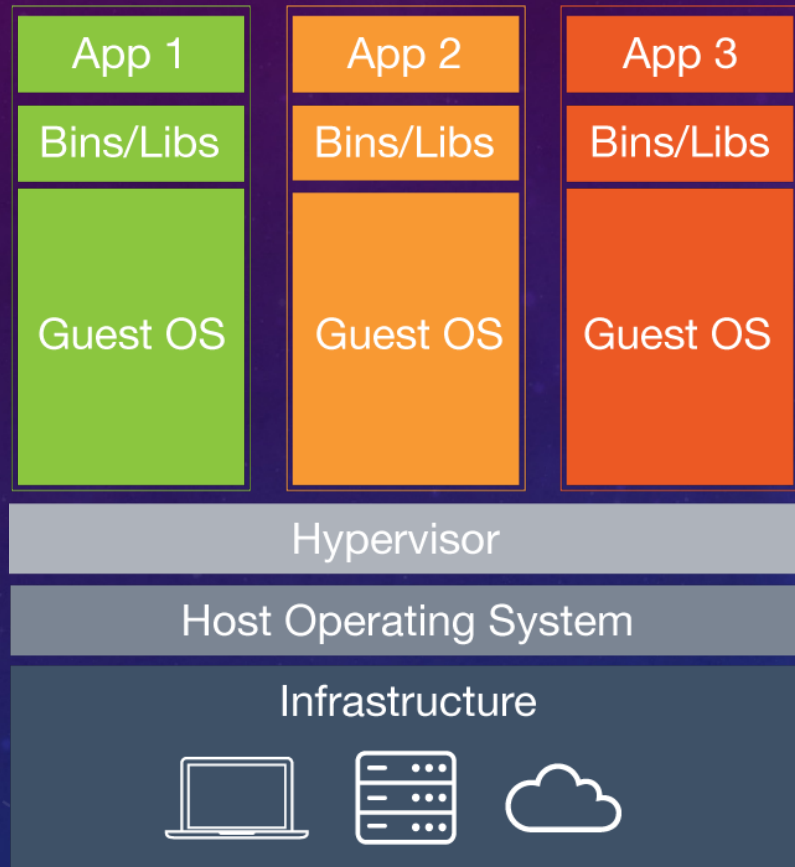 App 1
App 2
App 3
Bins/Libs
Bins/Libs
Bins/Libs
Guest OS
Guest OS
Guest OS
Hypervisor
Host Operating System
Infrastructure